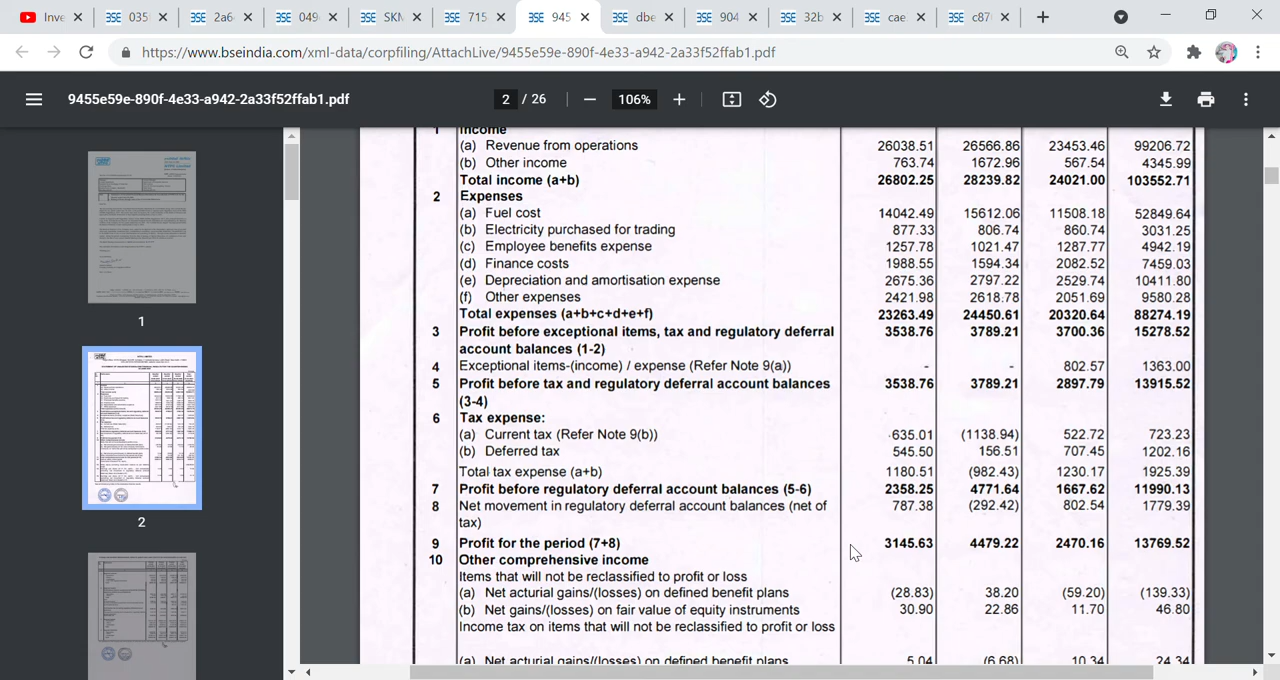 Inve
035
2a6
049
SKM
715
945
dbe
904
32b
cae
c87
https://www.bseindia.com/xml-data/corpfiling/AttachLive/9455e59e-890f-4e33-a942-2a33f52ffab1.pdf
9455e59e-890f-4e33-a942-2a33f52ffab1.pdf
2 / 26
106%
1
2
1 Income
(a) Revenue from operations 26038.51 26566.86 23453.46 99206.72
(b) Other income 763.74 1672.96 567.54 4345.99
Total income (a+b) 26802.25 28239.82 24021.00 103552.71
2 Expenses
(a) Fuel cost 14042.49 15612.06 11508.18 52849.64
(b) Electricity purchased for trading 877.33 806.74 860.74 3031.25
(c) Employee benefits expense 1257.78 1021.47 1287.77 4942.19
(d) Finance costs 1988.55 1594.34 2082.52 7459.03
(e) Depreciation and amortisation expense 2675.36 2797.22 2529.74 10411.80
(f) Other expenses 2421.98 2618.78 2051.69 9580.28
Total expenses (a+b+c+d+e+f) 23263.49 24450.61 20320.64 88274.19
3 Profit before exceptional items, tax and regulatory deferral 3538.76 3789.21 3700.36 15278.52
account balances (1-2)
4 Exceptional items-(income) / expense (Refer Note 9(a)) - - 802.57 1363.00
5 Profit before tax and regulatory deferral account balances 3538.76 3789.21 2897.79 13915.52
(3-4)
6 Tax expense:
(a) Current tax (Refer Note 9(b)) 635.01 (1138.94) 522.72 723.23
(b) Deferred tax 545.50 156.51 707.45 1202.16
Total tax expense (a+b) 1180.51 (982.43) 1230.17 1925.39
7 Profit before regulatory deferral account balances (5-6) 2358.25 4771.64 1667.62 11990.13
8 Net movement in regulatory deferral account balances (net of 787.38 (292.42) 802.54 1779.39
tax)
9 Profit for the period (7+8) 3145.63 4479.22 2470.16 13769.52
10 Other comprehensive income
Items that will not be reclassified to profit or loss
(a) Net acturial gains/(losses) on defined benefit plans (28.83) 38.20 (59.20) (139.33)
(b) Net gains/(losses) on fair value of equity instruments 30.90 22.86 11.70 46.80
Income tax on items that will not be reclassified to profit or loss
(a) Net acturial gains/(losses) on defined benefit plans 5.04 (6.68) 10.34 24.34